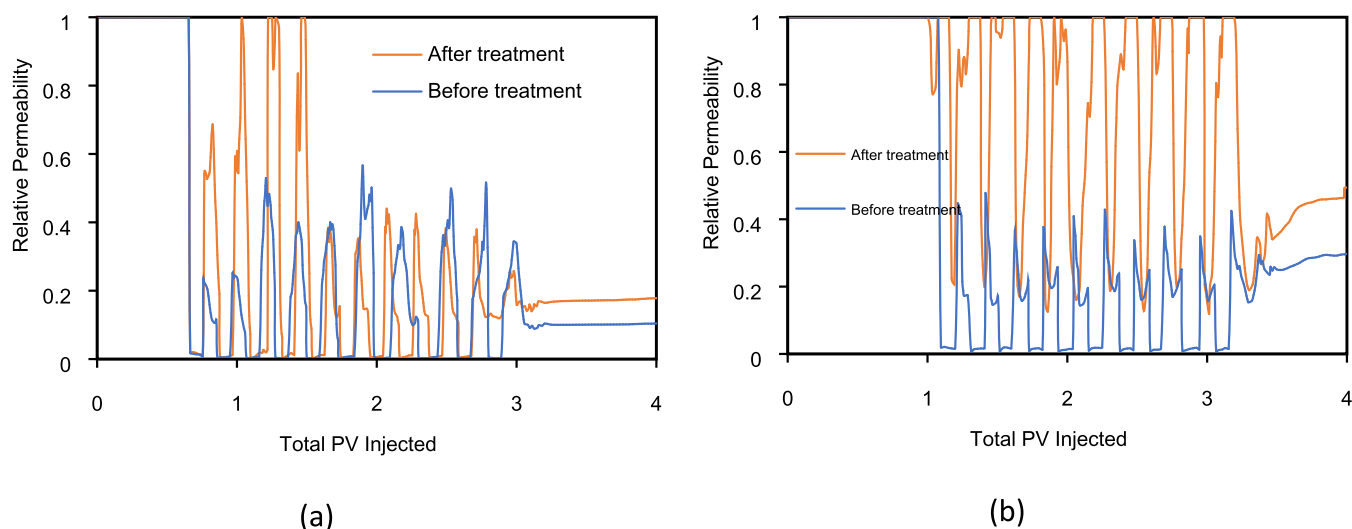 Relative Permeability
1
0.8
0.6
0.4
0.2
0
0
1
2
3
4
Total PV Injected
After treatment
Before treatment
(a)
Relative Permeability
1
0.8
0.6
0.4
0.2
0
0
1
2
3
4
Total PV Injected
After treatment
Before treatment
(b)